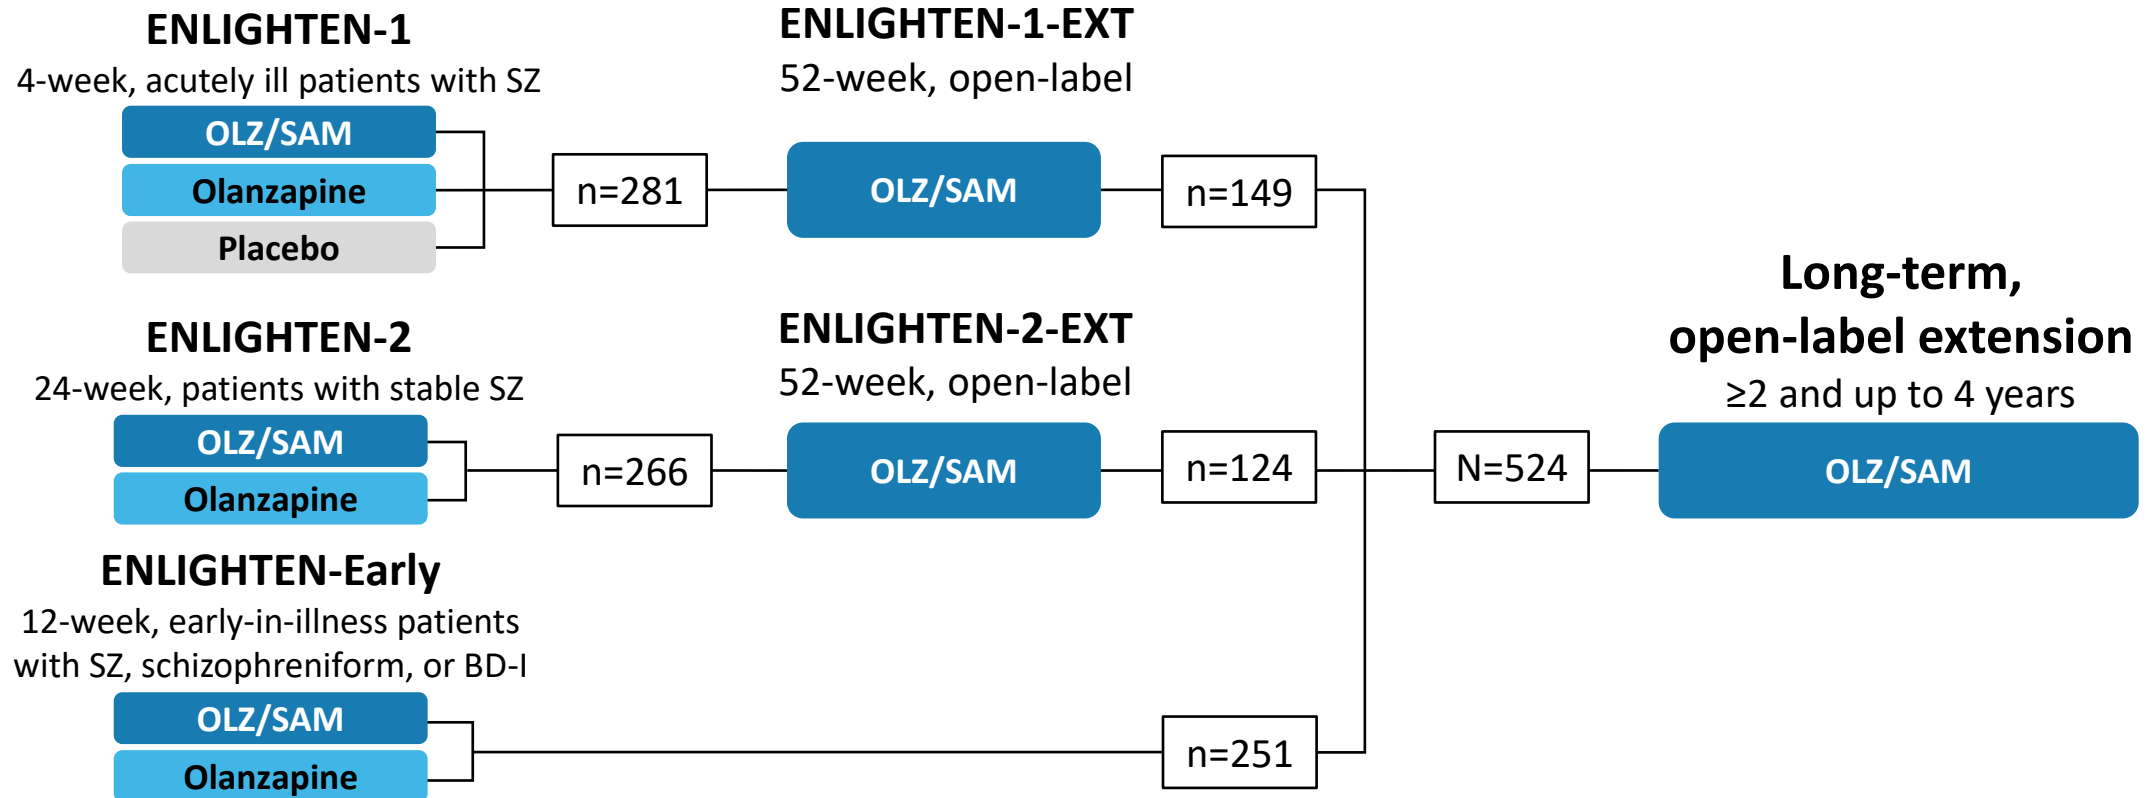 ENLIGHTEN-1
4-week, acutely ill patients with SZ
OLZ/SAM
Olanzapine
Placebo
n=281
ENLIGHTEN-1-EXT
52-week, open-label
OLZ/SAM
n=149
ENLIGHTEN-2
24-week, patients with stable SZ
OLZ/SAM
Olanzapine
n=266
ENLIGHTEN-2-EXT
52-week, open-label
OLZ/SAM
n=124
ENLIGHTEN-Early
12-week, early-in-illness patients
with SZ, schizophreniform, or BD-I
OLZ/SAM
Olanzapine
n=251
N=524
Long-term,
open-label extension
≥2 and up to 4 years
OLZ/SAM